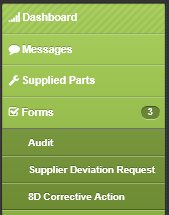 Dashboard
Messages
Supplied Parts
Forms 3
Audit
Supplier Deviation Request
8D Corrective Action